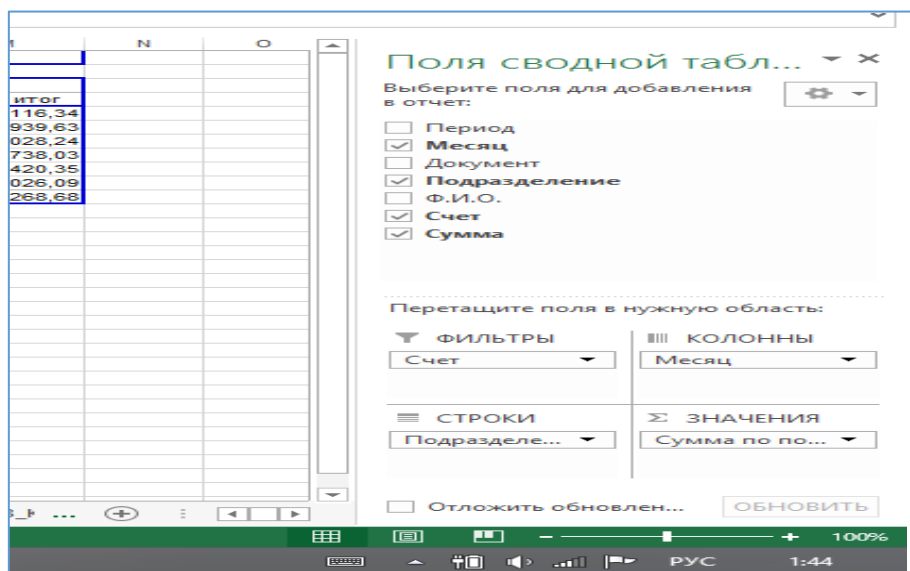 N O
Поля сводной табл...
Выберите поля для добавления
в отчет:
итог
116,34
939,63
028,24
738,03
420,35
026,09
268,68
Период
Месяц
Документ
Подразделение
Ф.И.О.
Счет
Сумма
Перетащите поля в нужную область:
ФИЛЬТРЫ
Счет
КОЛОННЫ
Месяц
СТРОКИ
Подразделе...
Σ ЗНАЧЕНИЯ
Сумма по по...
...
Отложить обновлен...
ОБНОВИТЬ
100%
РУС
1:44